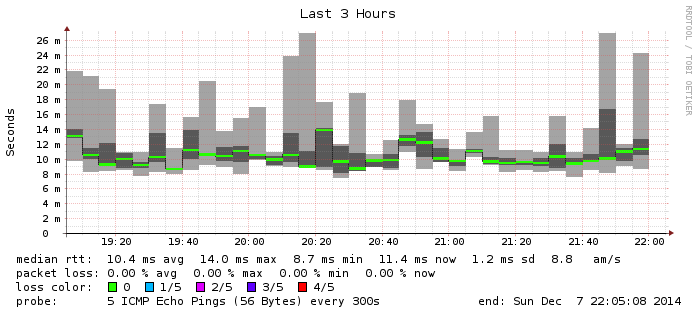 Last 3 Hours
RRDTOOL / TOBI OETIKER
Seconds
26 m
24 m
22 m
20 m
18 m
16 m
14 m
12 m
10 m
8 m
6 m
4 m
2 m
0
19:20 19:40 20:00 20:20 20:40 21:00 21:20 21:40 22:00
median rtt: 10.4 ms avg 14.0 ms max 8.7 ms min 11.4 ms now 1.2 ms sd 8.8 am/s
packet loss: 0.00 % avg 0.00 % max 0.00 % min 0.00 % now
loss color: 0 1/5 2/5 3/5 4/5
probe: 5 ICMP Echo Pings (56 Bytes) every 300s end: Sun Dec 7 22:05:08 2014